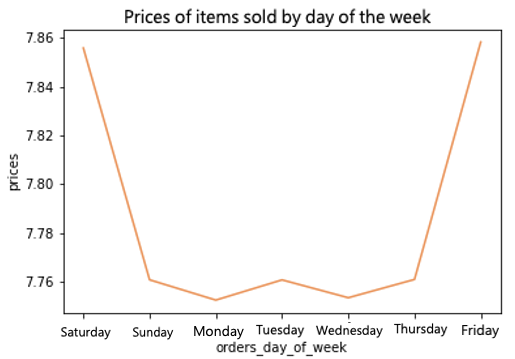 Prices of items sold by day of the week
7.86
7.84
7.82
7.80
7.78
7.76
prices
Saturday Sunday Monday Tuesday Wednesday Thursday Friday
orders_day_of_week